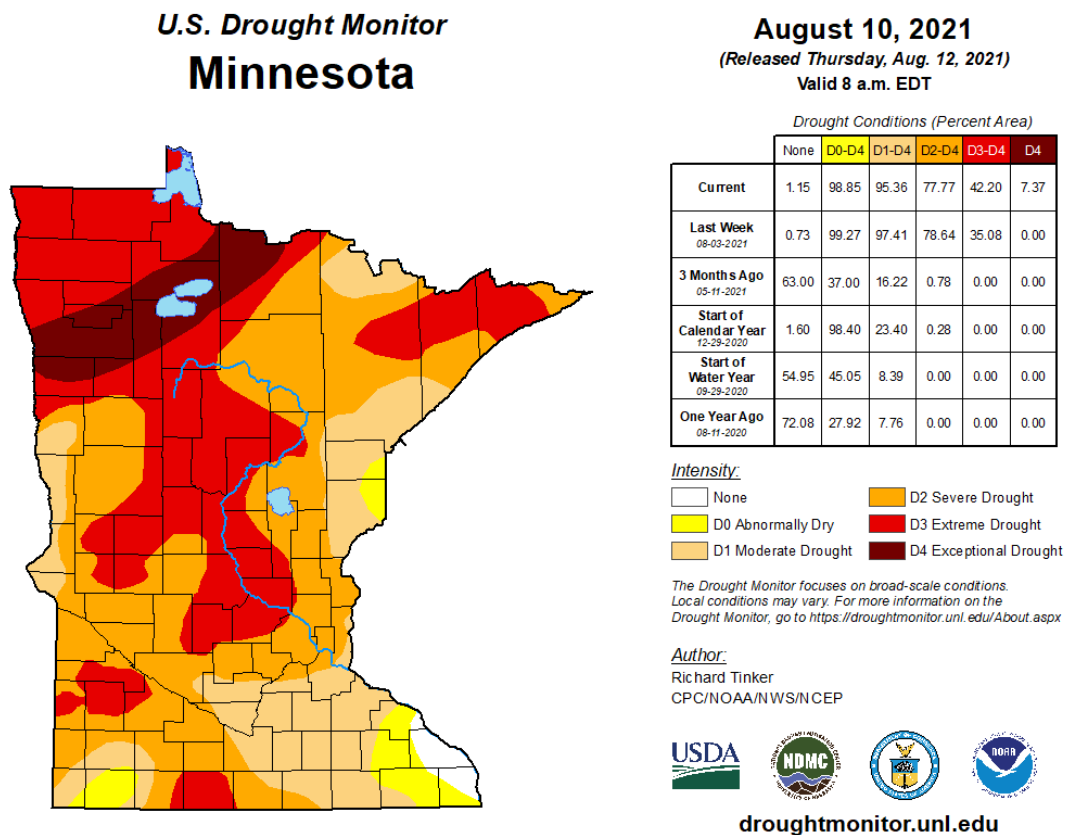 U.S. Drought Monitor
Minnesota
August 10, 2021
(Released Thursday, Aug. 12, 2021)
Valid 8 a.m. EDT
Drought Conditions (Percent Area)
None D0-D4 D1-D4 D2-D4 D3-D4 D4
Current 1.15 98.85 95.36 77.77 42.20 7.37
Last Week
08-03-2021 0.73 99.27 97.41 78.64 35.08 0.00
3 Months Ago
05-11-2021 63.00 37.00 16.22 0.78 0.00 0.00
Start of
Calendar Year
12-29-2020 1.60 98.40 23.40 0.28 0.00 0.00
Start of
Water Year
09-29-2020 54.95 45.05 8.39 0.00 0.00 0.00
One Year Ago
08-11-2020 72.08 27.92 7.76 0.00 0.00 0.00
Intensity:
None
D0 Abnormally Dry
D1 Moderate Drought
D2 Severe Drought
D3 Extreme Drought
D4 Exceptional Drought
The Drought Monitor focuses on broad-scale conditions.
Local conditions may vary. For more information on the
Drought Monitor, go to https://droughtmonitor.unl.edu/About.aspx
Author:
Richard Tinker
CPC/NOAA/NWS/NCEP
USDA
NDMC
NOAA
droughtmonitor.unl.edu